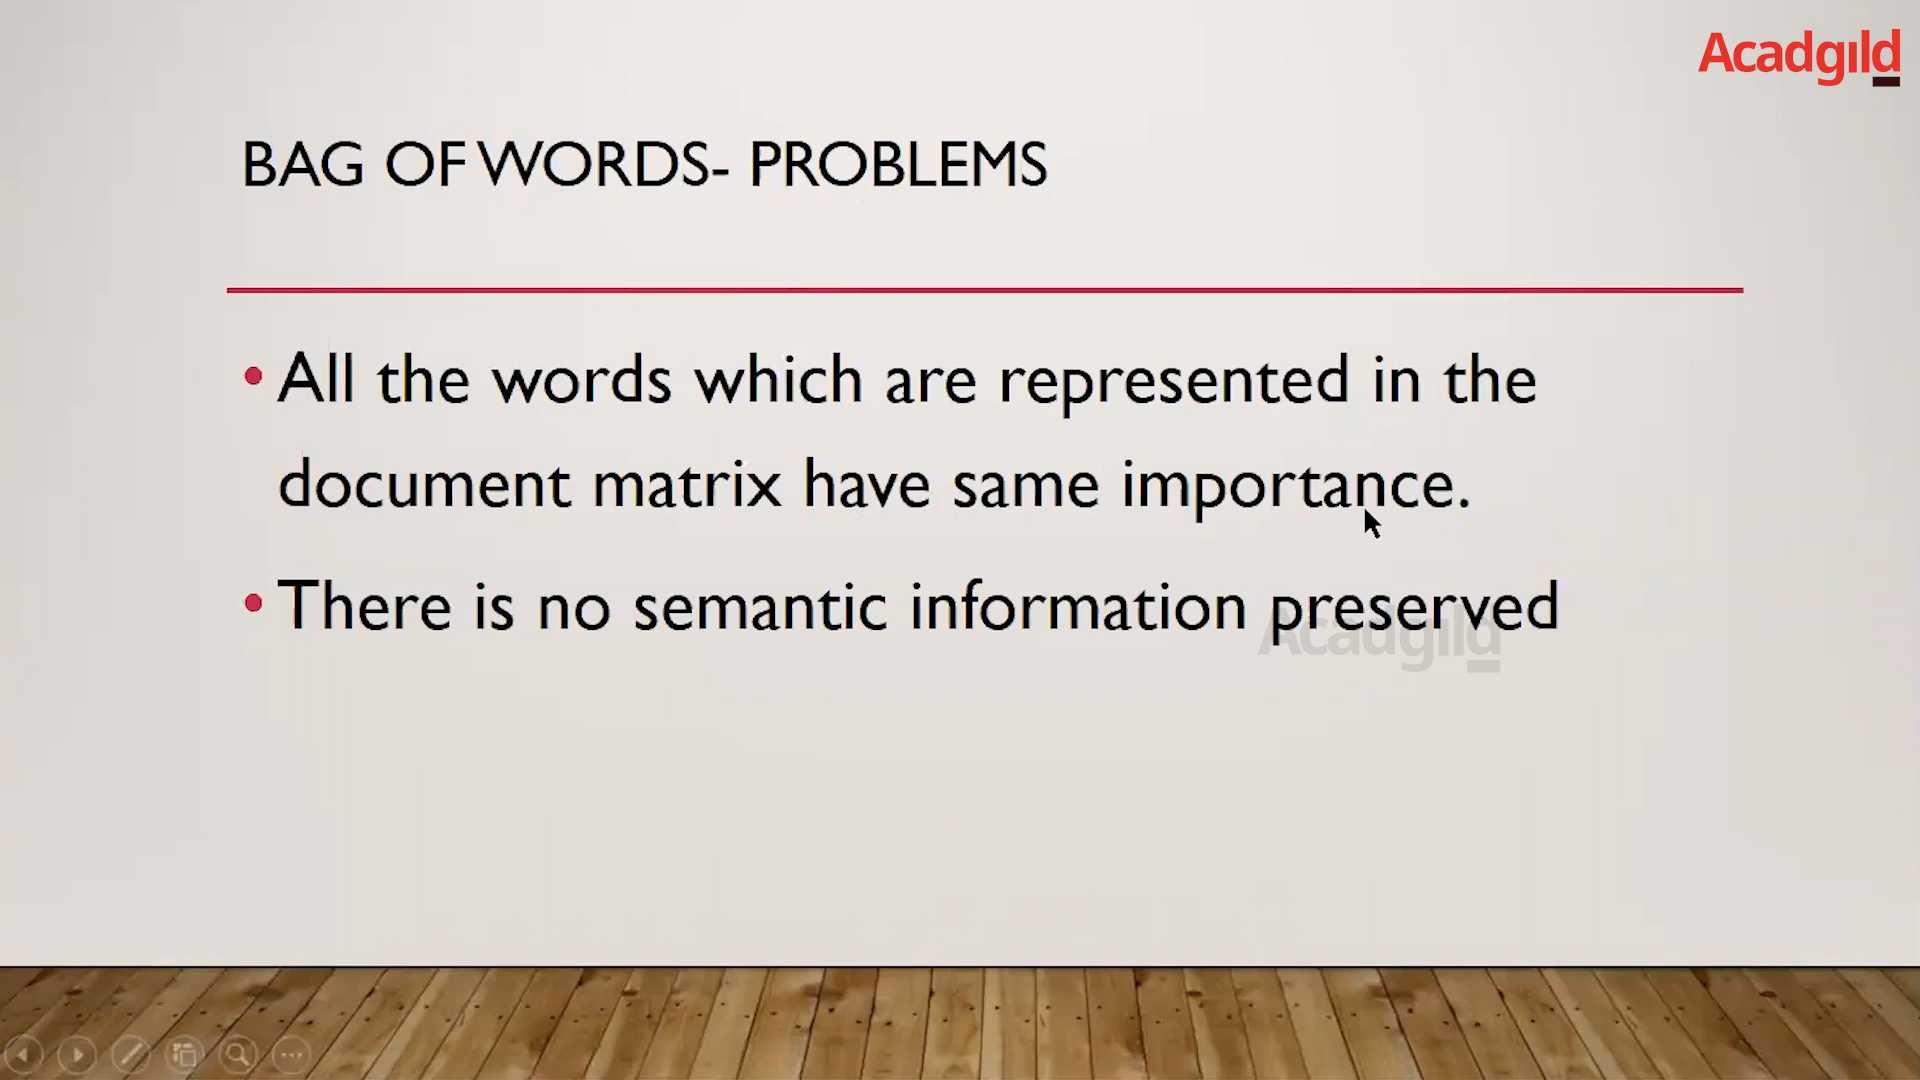 Acadgild
BAG OF WORDS- PROBLEMS
• All the words which are represented in the
document matrix have same importance.
• There is no semantic information preserved
Acadgild